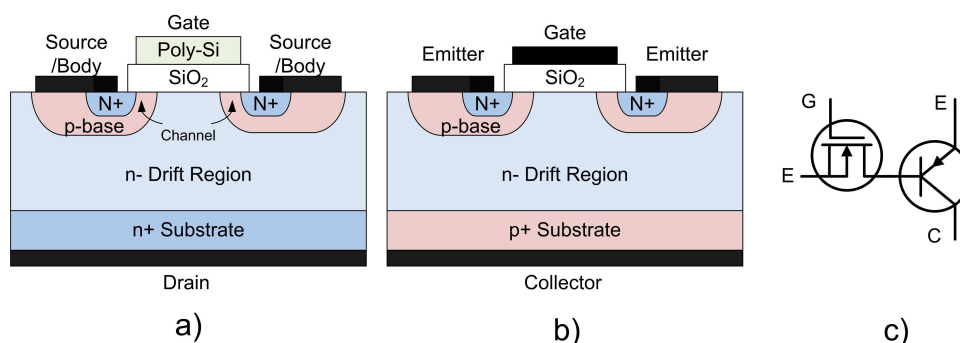 Gate
Source
/Body
Poly-Si
Source
/Body
SiO2
N+
N+
p-base
Channel
n- Drift Region
n+ Substrate
Drain
a)
Gate
Emitter
Emitter
SiO2
N+
N+
p-base
n- Drift Region
p+ Substrate
Collector
b)
G
E
E
C
c)